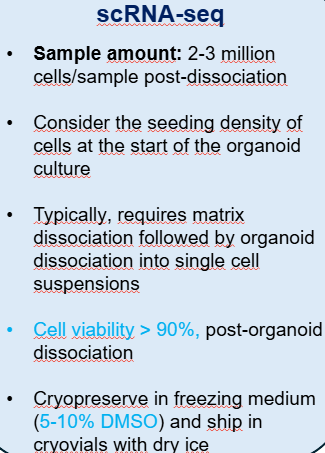 scRNA-seq
• Sample amount: 2-3 million
cells/sample post-dissociation
• Consider the seeding density of
cells at the start of the organoid
culture
• Typically, requires matrix
dissociation followed by organoid
dissociation into single cell
suspensions
• Cell viability > 90%, post-organoid
dissociation
• Cryopreserve in freezing medium
(5-10% DMSO) and ship in
cryovials with dry ice